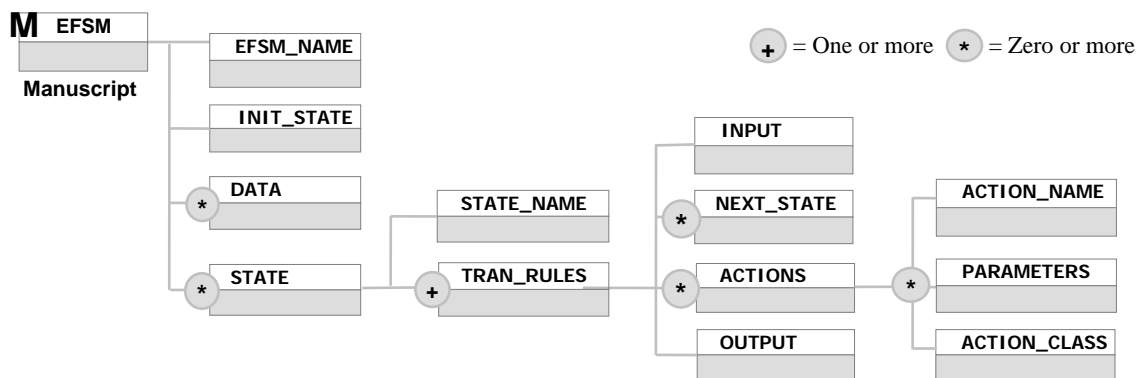 M EFSM
Manuscript
EFSM_NAME
+ = One or more * = Zero or more
INIT_STATE
* DATA
* STATE
STATE_NAME
+ TRAN_RULES
INPUT
* NEXT_STATE
* ACTIONS
OUTPUT
ACTION_NAME
* PARAMETERS
ACTION_CLASS